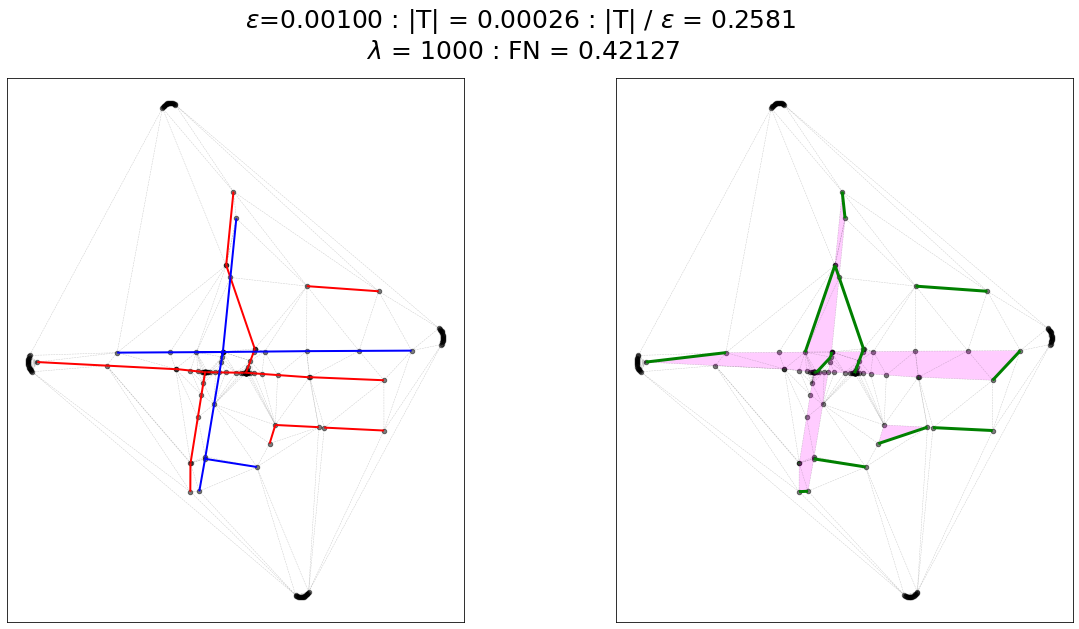 ε=0.00100 : |T| = 0.00026 : |T| / ε = 0.2581
λ = 1000 : FN = 0.42127